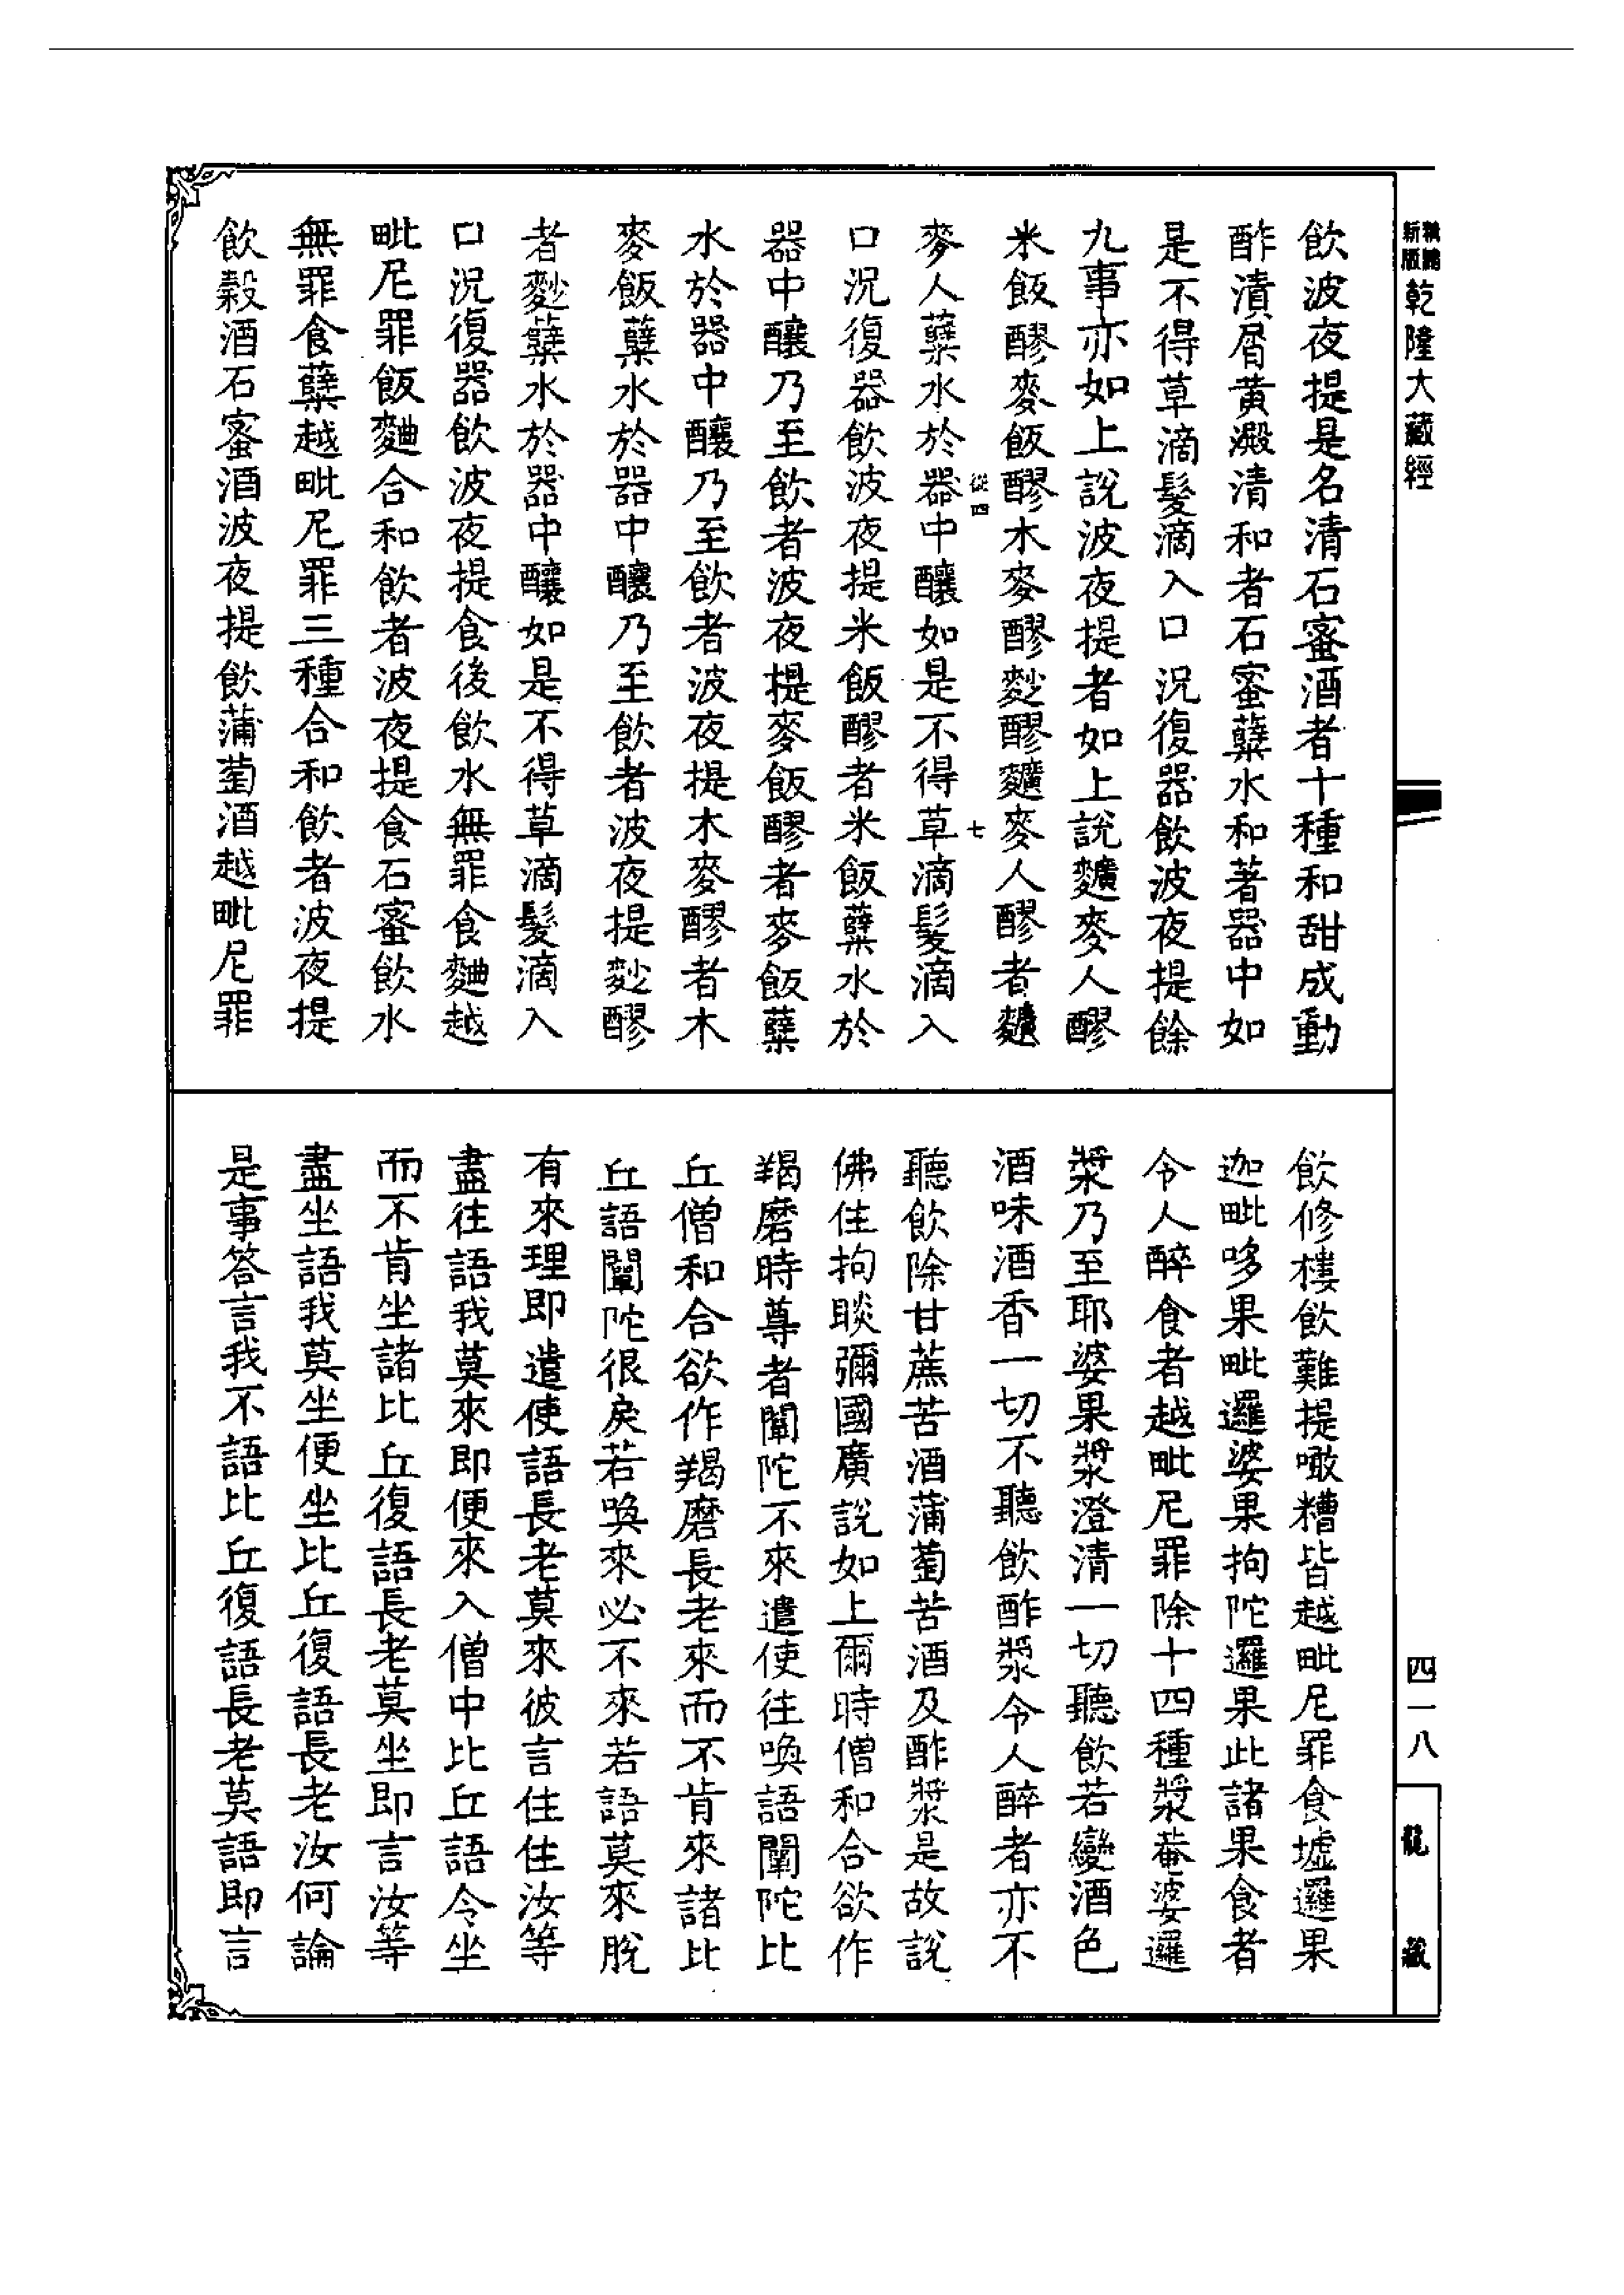 新版 精編
乾隆大藏經
飲波夜提是名清石蜜酒者十種和甜成動
酢漬屑黃澱清和者石蜜蘖水和著器中如
是不得草滴髮滴入口況復器飲波夜提餘
九事亦如上說波夜提者如上說𪍿麥人醪
米飯醪麥飯醪木麥醪麨醪𪍿麥人醪者𪍿
從四 七
麥人蘖水於器中釀如是不得草滴髮滴入
口況復器飲波夜提米飯醪者米飯蘖水於
器中釀乃至飲者波夜提麥飯醪者麥飯蘖
水於器中釀乃至飲者波夜提木麥醪者木
麥飯蘖水於器中釀乃至飲者波夜提麨醪
者麨蘖水於器中釀如是不得草滴髮滴入
口況復器飲波夜提食後飲水無罪食麯越
毗尼罪飯麯合和飲者波夜提食石蜜飲水
無罪食蘖越毗尼罪三種合和飲者波夜提
飲穀酒石蜜酒波夜提飲蒲萄酒越毗尼罪
飲修樓飲難提噉糟皆越毗尼罪食墟邏果
迦毗哆果毗邏婆果拘陀邏果此諸果食者
令人醉食者越毗尼罪除十四種漿菴婆邏
漿乃至耶婆果漿澄清一切聽飲若變酒色
酒味酒香一切不聽飲酢漿令人醉者亦不
聽飲除甘蔗苦酒蒲萄苦酒及酢漿是故說
佛住拘睒彌國廣說如上爾時僧和合欲作
羯磨時尊者闡陀不來遣使往喚語闡陀比
丘僧和合欲作羯磨長老來而不肯來諸比
丘語闡陀很戾若喚來必不來若語莫來脫
有來理即遣使語長老莫來彼言住住汝等
盡往語我莫來即便來入僧中比丘語令坐
而不肯坐諸比丘復語長老莫坐即言汝等
盡坐語我莫坐便坐比丘復語長老汝何論
是事答言我不語比丘復語長老莫語即言
四一八
龍藏